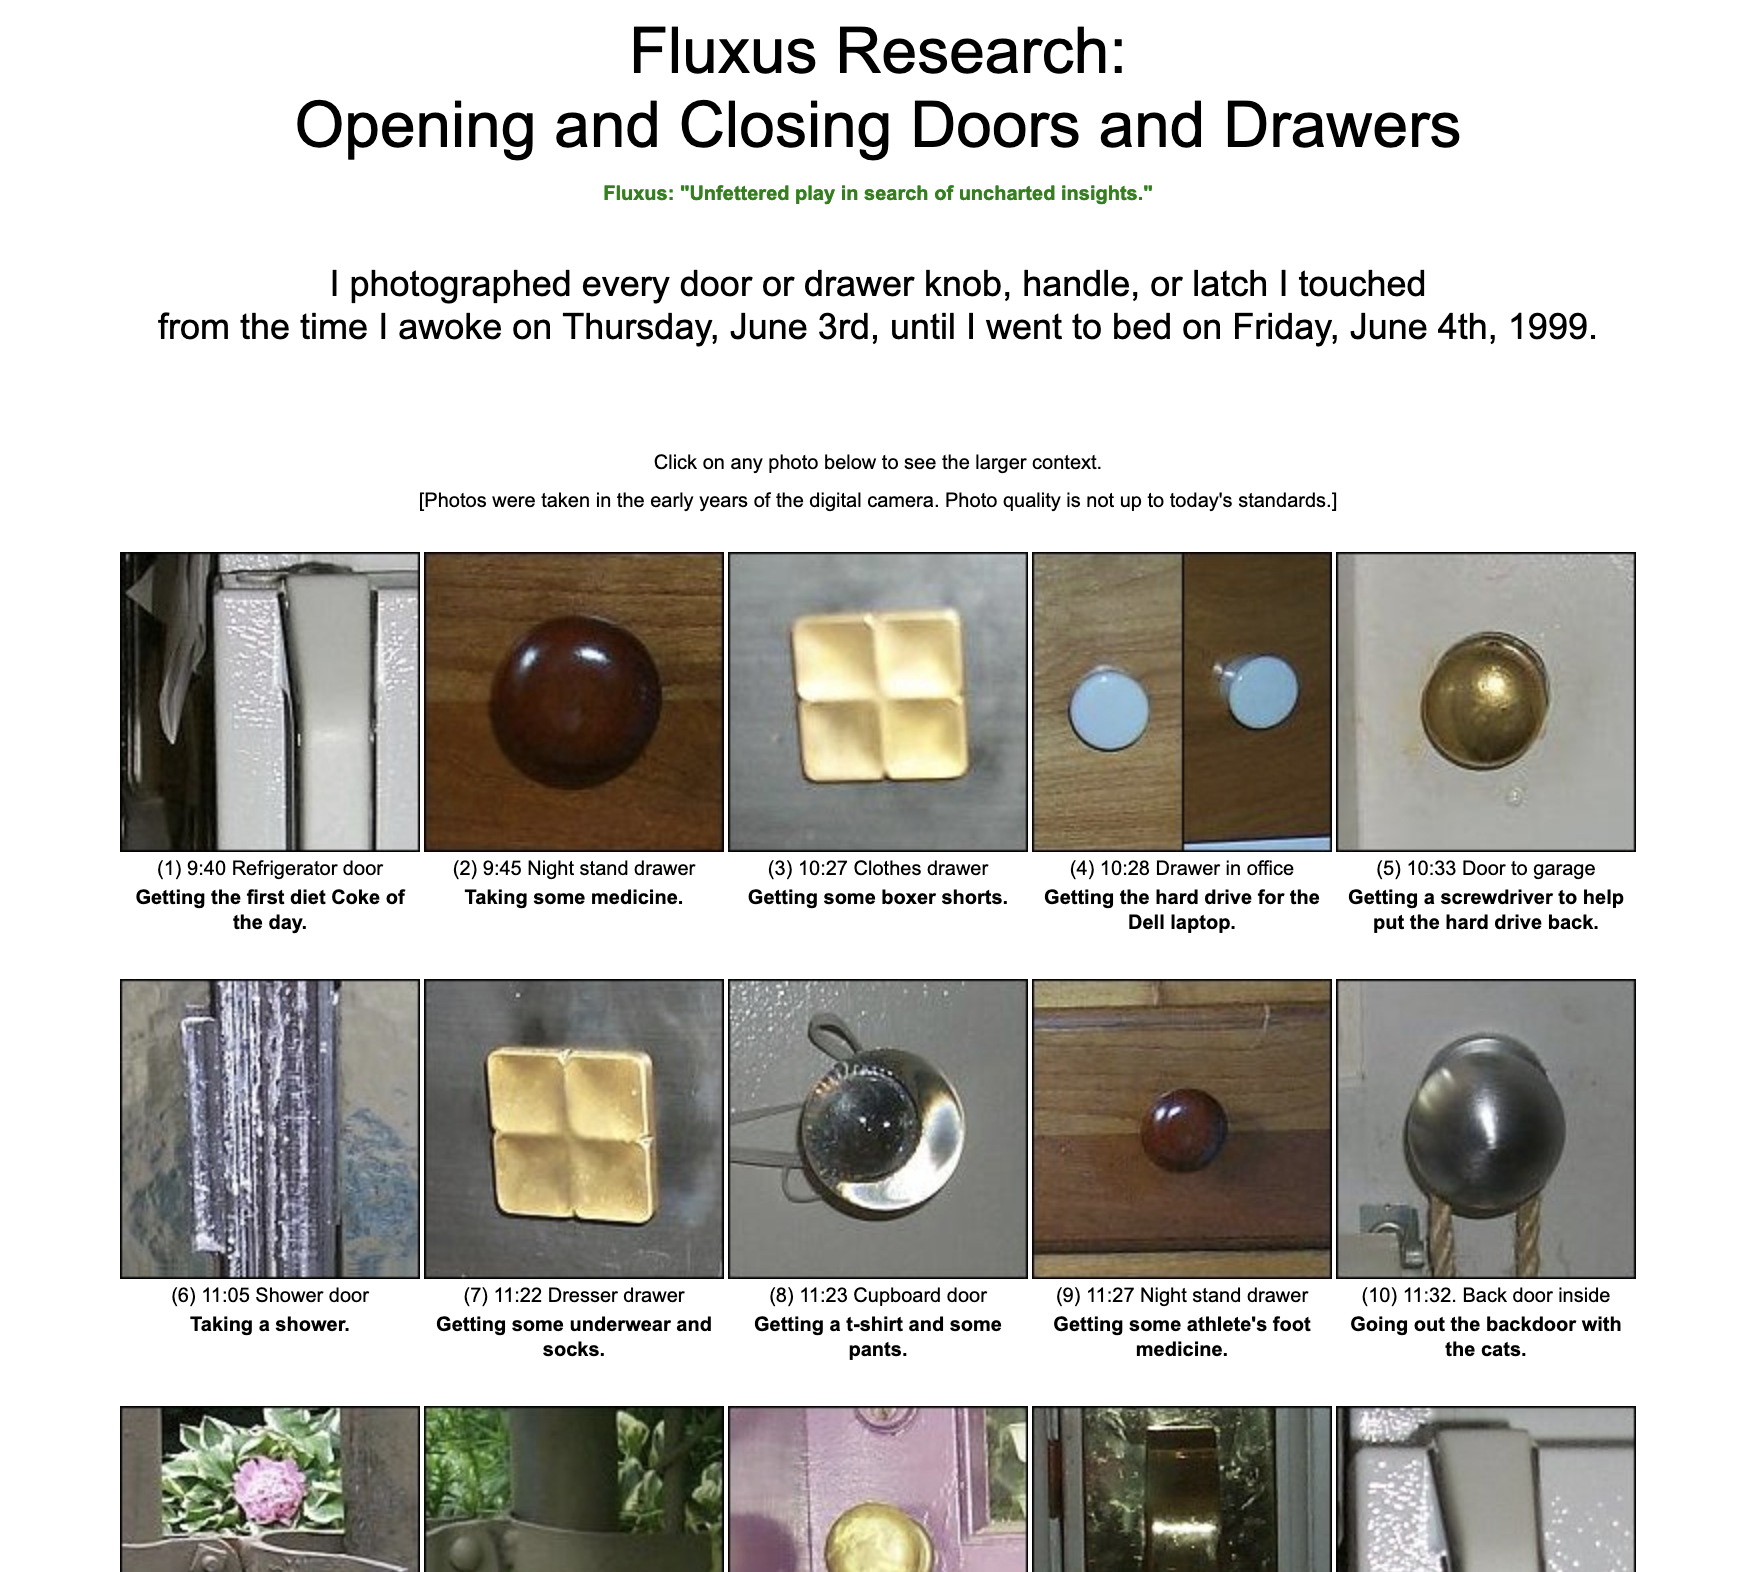 Fluxus Research:
Opening and Closing Doors and Drawers
Fluxus: "Unfettered play in search of uncharted insights."
I photographed every door or drawer knob, handle, or latch I touched
from the time I awoke on Thursday, June 3rd, until I went to bed on Friday, June 4th, 1999.
Click on any photo below to see the larger context.
[Photos were taken in the early years of the digital camera. Photo quality is not up to today's standards.]
(1) 9:40 Refrigerator door
Getting the first diet Coke of
the day.
(2) 9:45 Night stand drawer
Taking some medicine.
(3) 10:27 Clothes drawer
Getting some boxer shorts.
(4) 10:28 Drawer in office
Getting the hard drive for the
Dell laptop.
(5) 10:33 Door to garage
Getting a screwdriver to help
put the hard drive back.
(6) 11:05 Shower door
Taking a shower.
(7) 11:22 Dresser drawer
Getting some underwear and
socks.
(8) 11:23 Cupboard door
Getting a t-shirt and some
pants.
(9) 11:27 Night stand drawer
Getting some athlete's foot
medicine.
(10) 11:32. Back door inside
Going out the backdoor with
the cats.